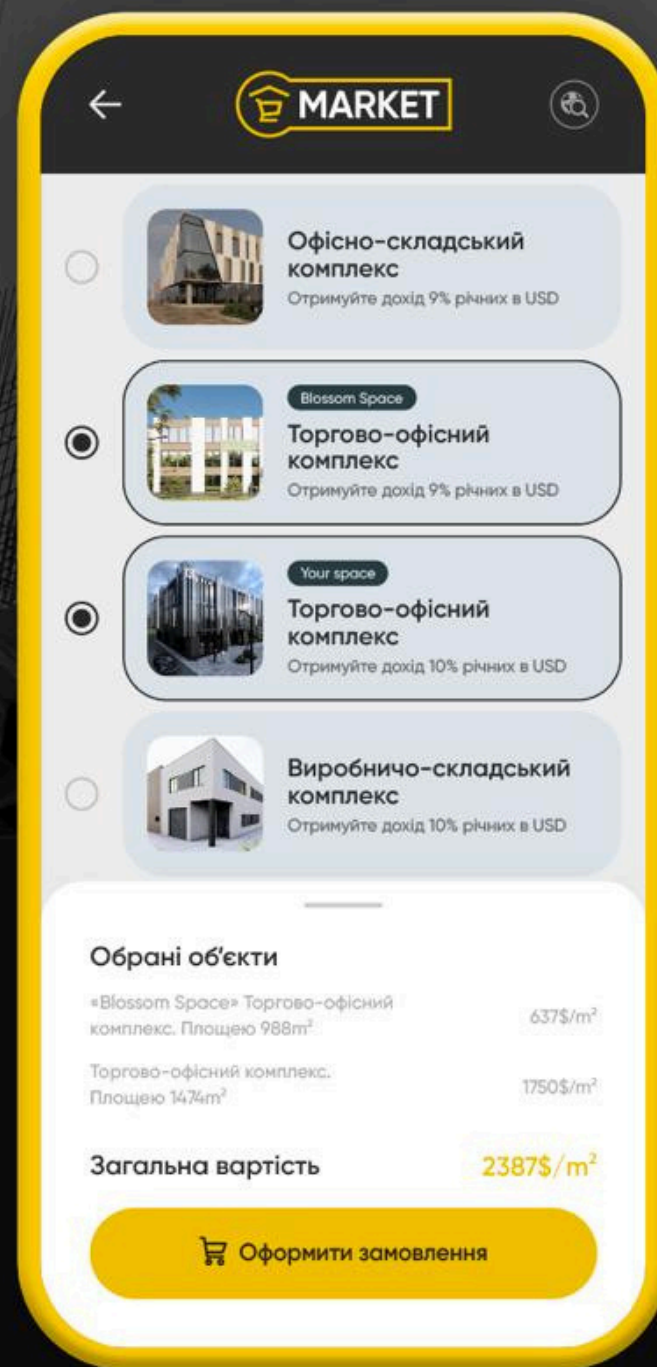 MARKET
Офісно-складський
комплекс
Отримуйте дохід 9% річних в USD
Blossom Space
Торгово-офісний
комплекс
Отримуйте дохід 9% річних в USD
Your space
Торгово-офісний
комплекс
Отримуйте дохід 10% річних в USD
Виробничо-складський
комплекс
Отримуйте дохід 10% річних в USD
Обрані об‘єкти
«Blossom Space» Торгово-офісний
комплекс. Площею 988m² 637$/m²
Торгово-офісний комплекс.
Площею 1474m² 1750$/m²
Загальна вартість 2387$/m²
Оформити замовлення